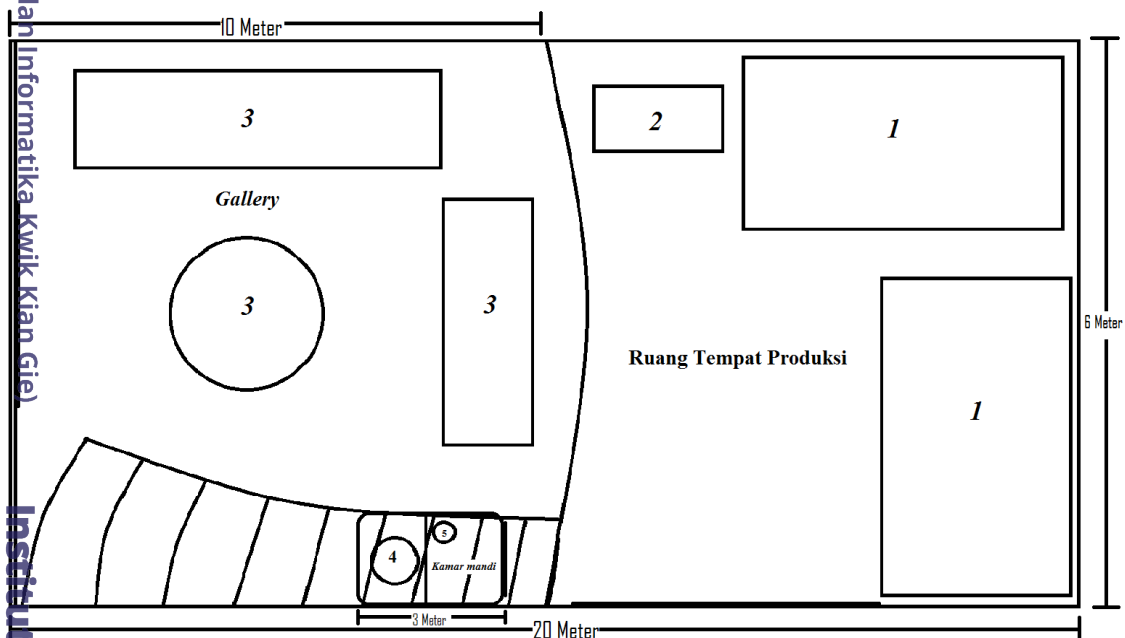 10 Meter
3
2
1
Gallery
3
3
6 Meter
Ruang Tempat Produksi
1
4
5
Kamar mandi
3 Meter
20 Meter
Informatika Kwik Kian Gie)